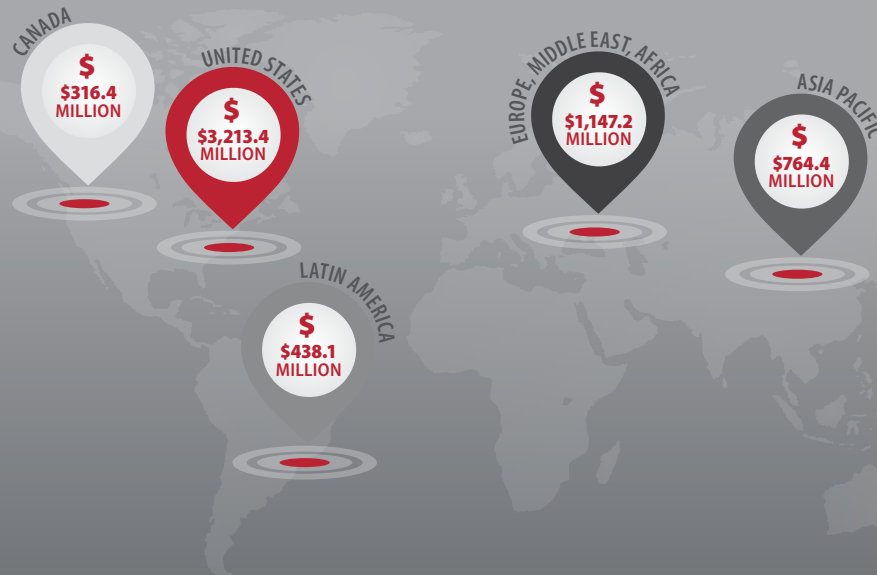 CANADA
$
$316.4
MILLION
UNITED STATES
$
$3,213.4
MILLION
EUROPE, MIDDLE EAST, AFRICA
$
$1,147.2
MILLION
ASIA PACIFIC
$
$764.4
MILLION
LATIN AMERICA
$
$438.1
MILLION